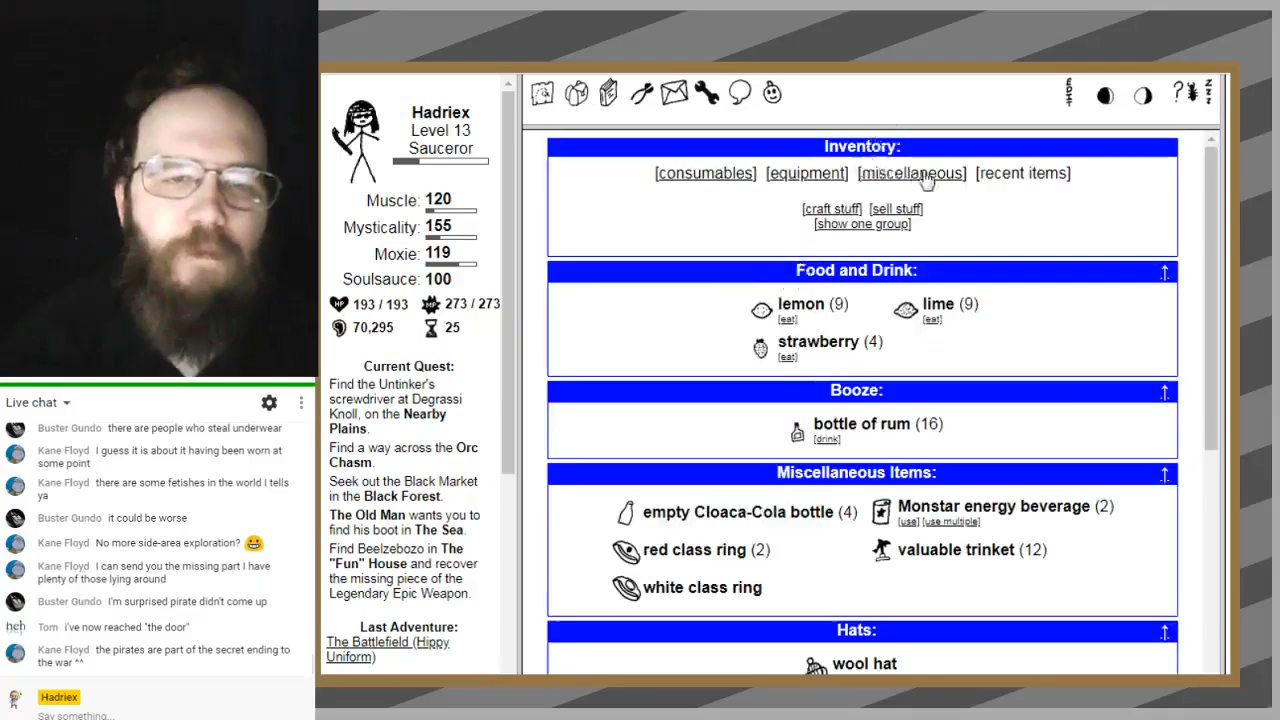 Hadriex
Level 13
Sauceror
Muscle: 120
Mysticality: 155
Moxie: 119
Soulsauce: 100
193 / 193 273 / 273
70,295 25
Current Quest:
Find the Untinker's
screwdriver at Degrassi
Knoll, on the Nearby
Plains.
Find a way across the Orc
Chasm.
Seek out the Black Market
in the Black Forest.
The Old Man wants you to
find his boot in The Sea.
Find Beelzebozo in The
"Fun" House and recover
the missing piece of the
Legendary Epic Weapon.
Last Adventure:
The Battlefield (Hippy
Uniform)
EDIT
?
Z Z Z
Inventory:
[consumables] [equipment] [miscellaneous] [recent items]
[craft stuff] [sell stuff]
[show one group]
Food and Drink: ↑
lemon (9) lime (9)
[eat] [eat]
strawberry (4)
[eat]
Booze: ↑
bottle of rum (16)
[drink]
Miscellaneous Items: ↑
empty Cloaca-Cola bottle (4) Monstar energy beverage (2)
[use] [use multiple]
red class ring (2) valuable trinket (12)
white class ring
Hats: ↑
wool hat
Live chat
Buster Gundo there are people who steal underwear
Kane Floyd I guess it is about it having been worn at
some point
Kane Floyd there are some fetishes in the world I tells
ya
Buster Gundo it could be worse
Kane Floyd No more side-area exploration? 😄
Kane Floyd I can send you the missing part I have
plenty of those lying around
Buster Gundo I'm surprised pirate didn't come up
heh Tom i've now reached "the door"
Kane Floyd the pirates are part of the secret ending to
the war ^^
Hadriex
Say something...